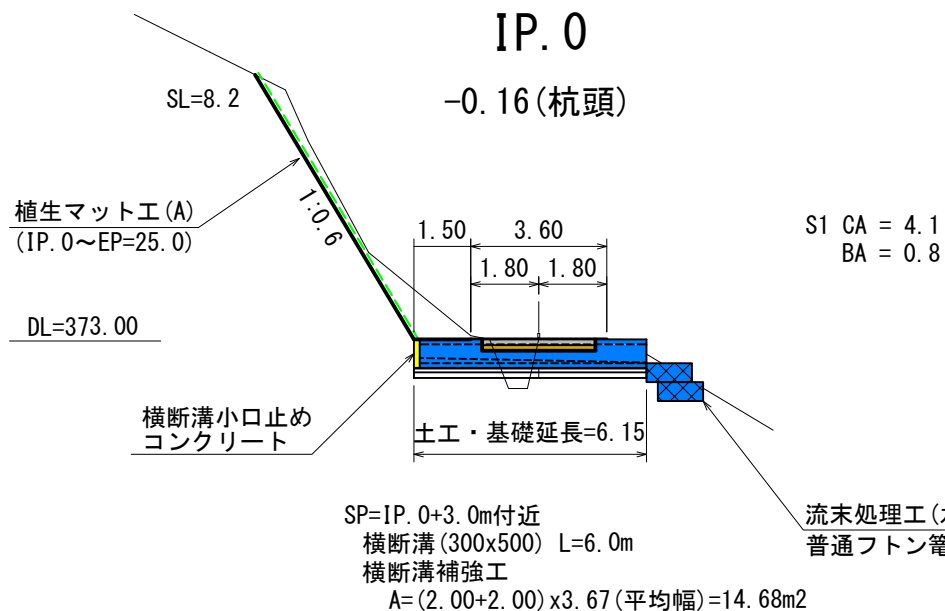 IP.0
-0.16(杭頭)
SL=8.2
植生マット工(A)
(IP.0～EP=25.0)
1:0.6
1.50
3.60
1.80
1.80
S1 CA = 4.1
BA = 0.8
DL=373.00
横断溝小口止め
コンクリート
土工・基礎延長=6.15
SP=IP.0+3.0m付近
横断溝(300x500) L=6.0m
横断溝補強工
A=(2.00+2.00)x3.67(平均幅)=14.68m2
流末処理工(
普通フトン篭